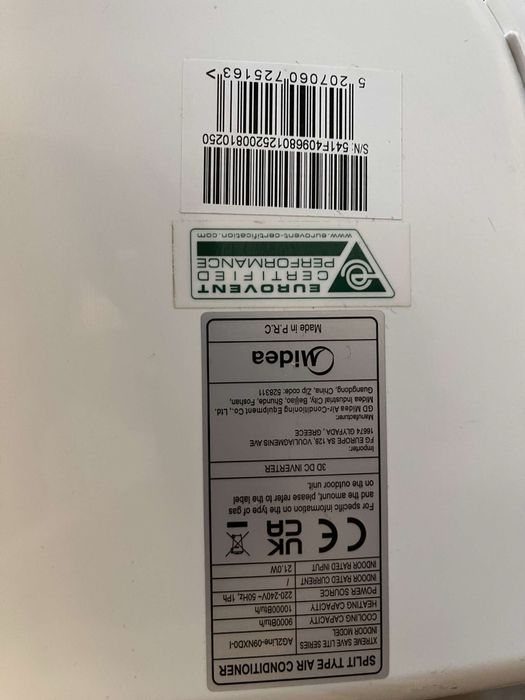 SPLIT TYPE AIR CONDITIONER
XTREME SAVE LITE SERIES
INDOOR MODEL AG2Line-09NXD0-I
COOLING CAPACITY 9000Btu/h
HEATING CAPACITY 10000Btu/h
POWER SOURCE 220-240V~ 50Hz, 1Ph
INDOOR RATED CURRENT /
INDOOR RATED INPUT 21.0W
CE UK CA
For specific information on the type of gas
and the amount, please refer to the label
on the outdoor unit.
3D DC INVERTER
Importer:
FG EUROPE SA 128, VOULIAGMENIS AVE
16674 GLYFADA, GREECE
Manufacturer:
GD Midea Air-Conditioning Equipment Co., Ltd.
Midea Industrial City, Beijiao, Shunde, Foshan,
Guangdong, China, Zip code: 528311
Midea
Made in P.R.C
EUROVENT
CERTIFIED
PERFORMANCE
www.eurovent-certification.com
S/N: 541F409680125200810250
5 207060 725163 >